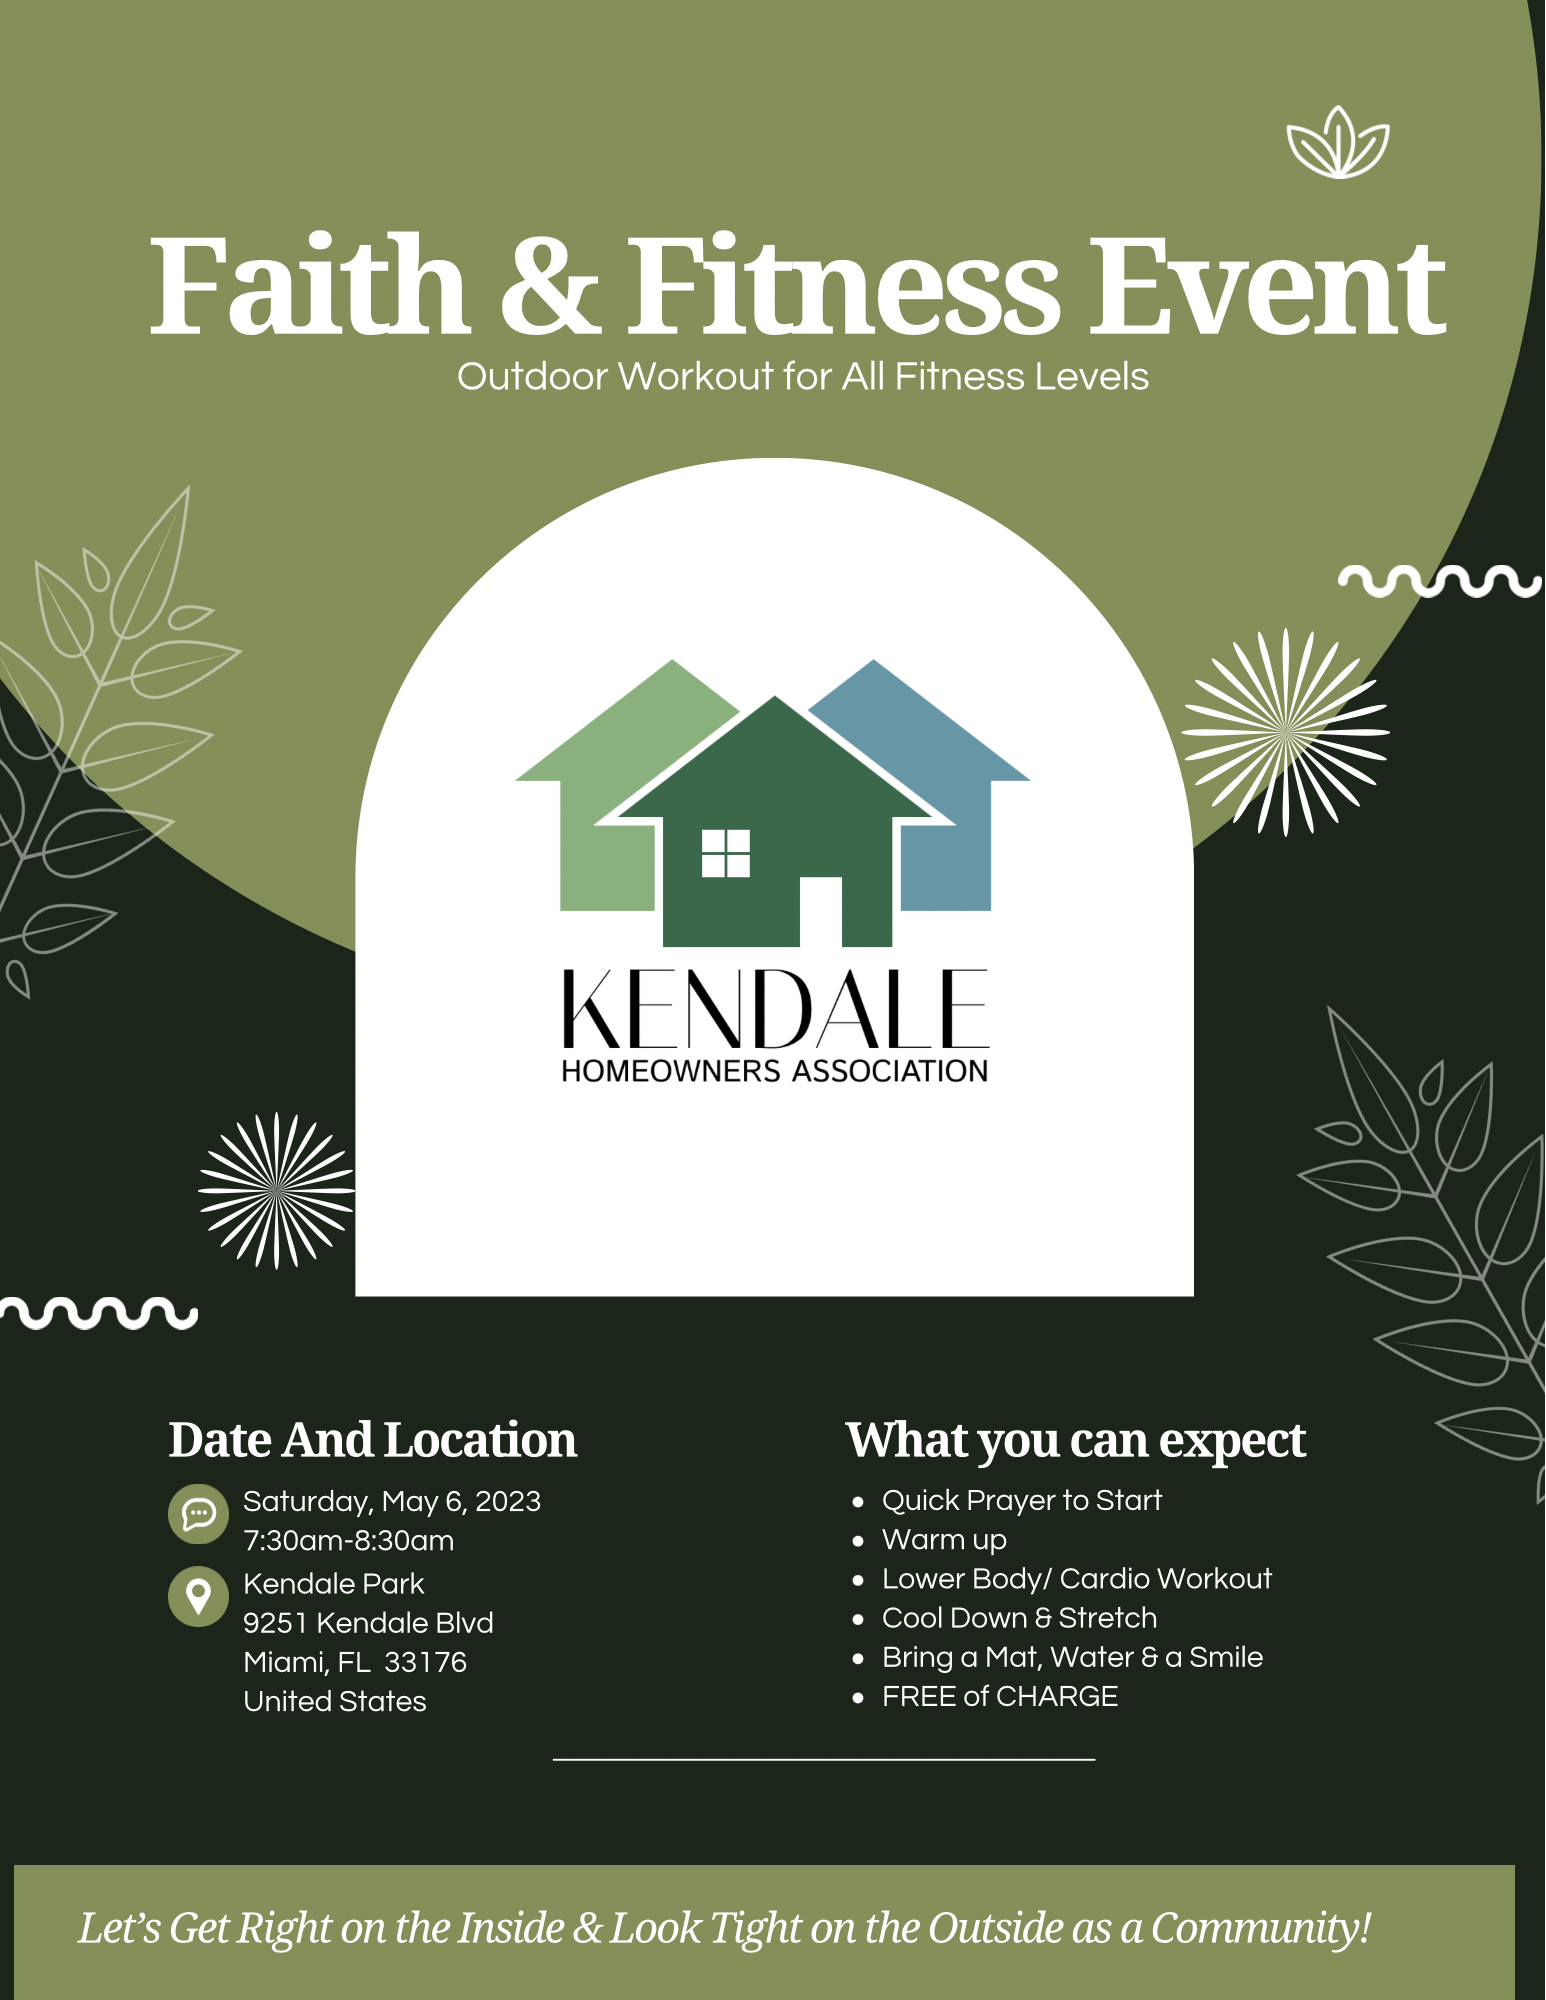 Faith & Fitness Event
Outdoor Workout for All Fitness Levels
KENDALE
HOMEOWNERS ASSOCIATION
Date And Location
Saturday, May 6, 2023
7:30am-8:30am
Kendale Park
9251 Kendale Blvd
Miami, FL  33176
United States
What you can expect
• Quick Prayer to Start
• Warm up
• Lower Body/ Cardio Workout
• Cool Down & Stretch
• Bring a Mat, Water & a Smile
• FREE of CHARGE
Let’s Get Right on the Inside & Look Tight on the Outside as a Community!